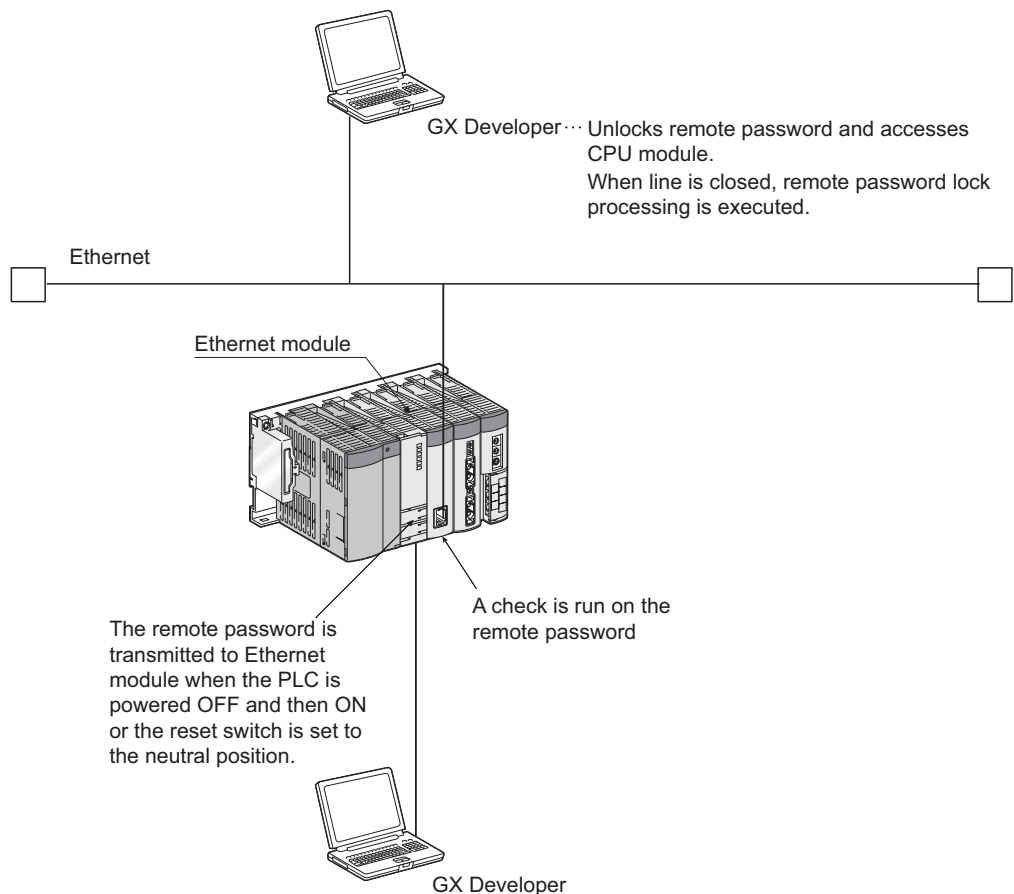 GX Developer ··· Unlocks remote password and accesses
CPU module.
When line is closed, remote password lock
processing is executed.
Ethernet
Ethernet module
A check is run on the
remote password
The remote password is
transmitted to Ethernet
module when the PLC is
powered OFF and then ON
or the reset switch is set to
the neutral position.
GX Developer